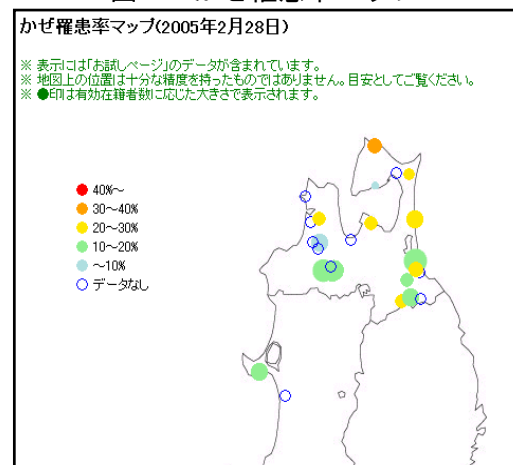 かぜ罹患率マップ(2005年2月28日)
※ 表示には「お試しページ」のデータが含まれています。
※ 地図上の位置は十分な精度を持ったものではありません。目安としてご覧ください。
※ ●印は有効在籍者数に応じた大きさで表示されます。
40%～
30～40%
20～30%
10～20%
～10%
データなし